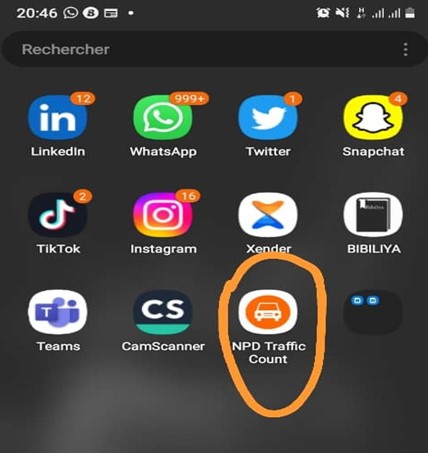 20:46
Rechercher
12
999+
1
4
in
LinkedIn
WhatsApp
Twitter
Snapchat
2
16
TikTok
Instagram
Xender
BIBILIYA
T
CS
Teams
CamScanner
NPD Traffic
Count